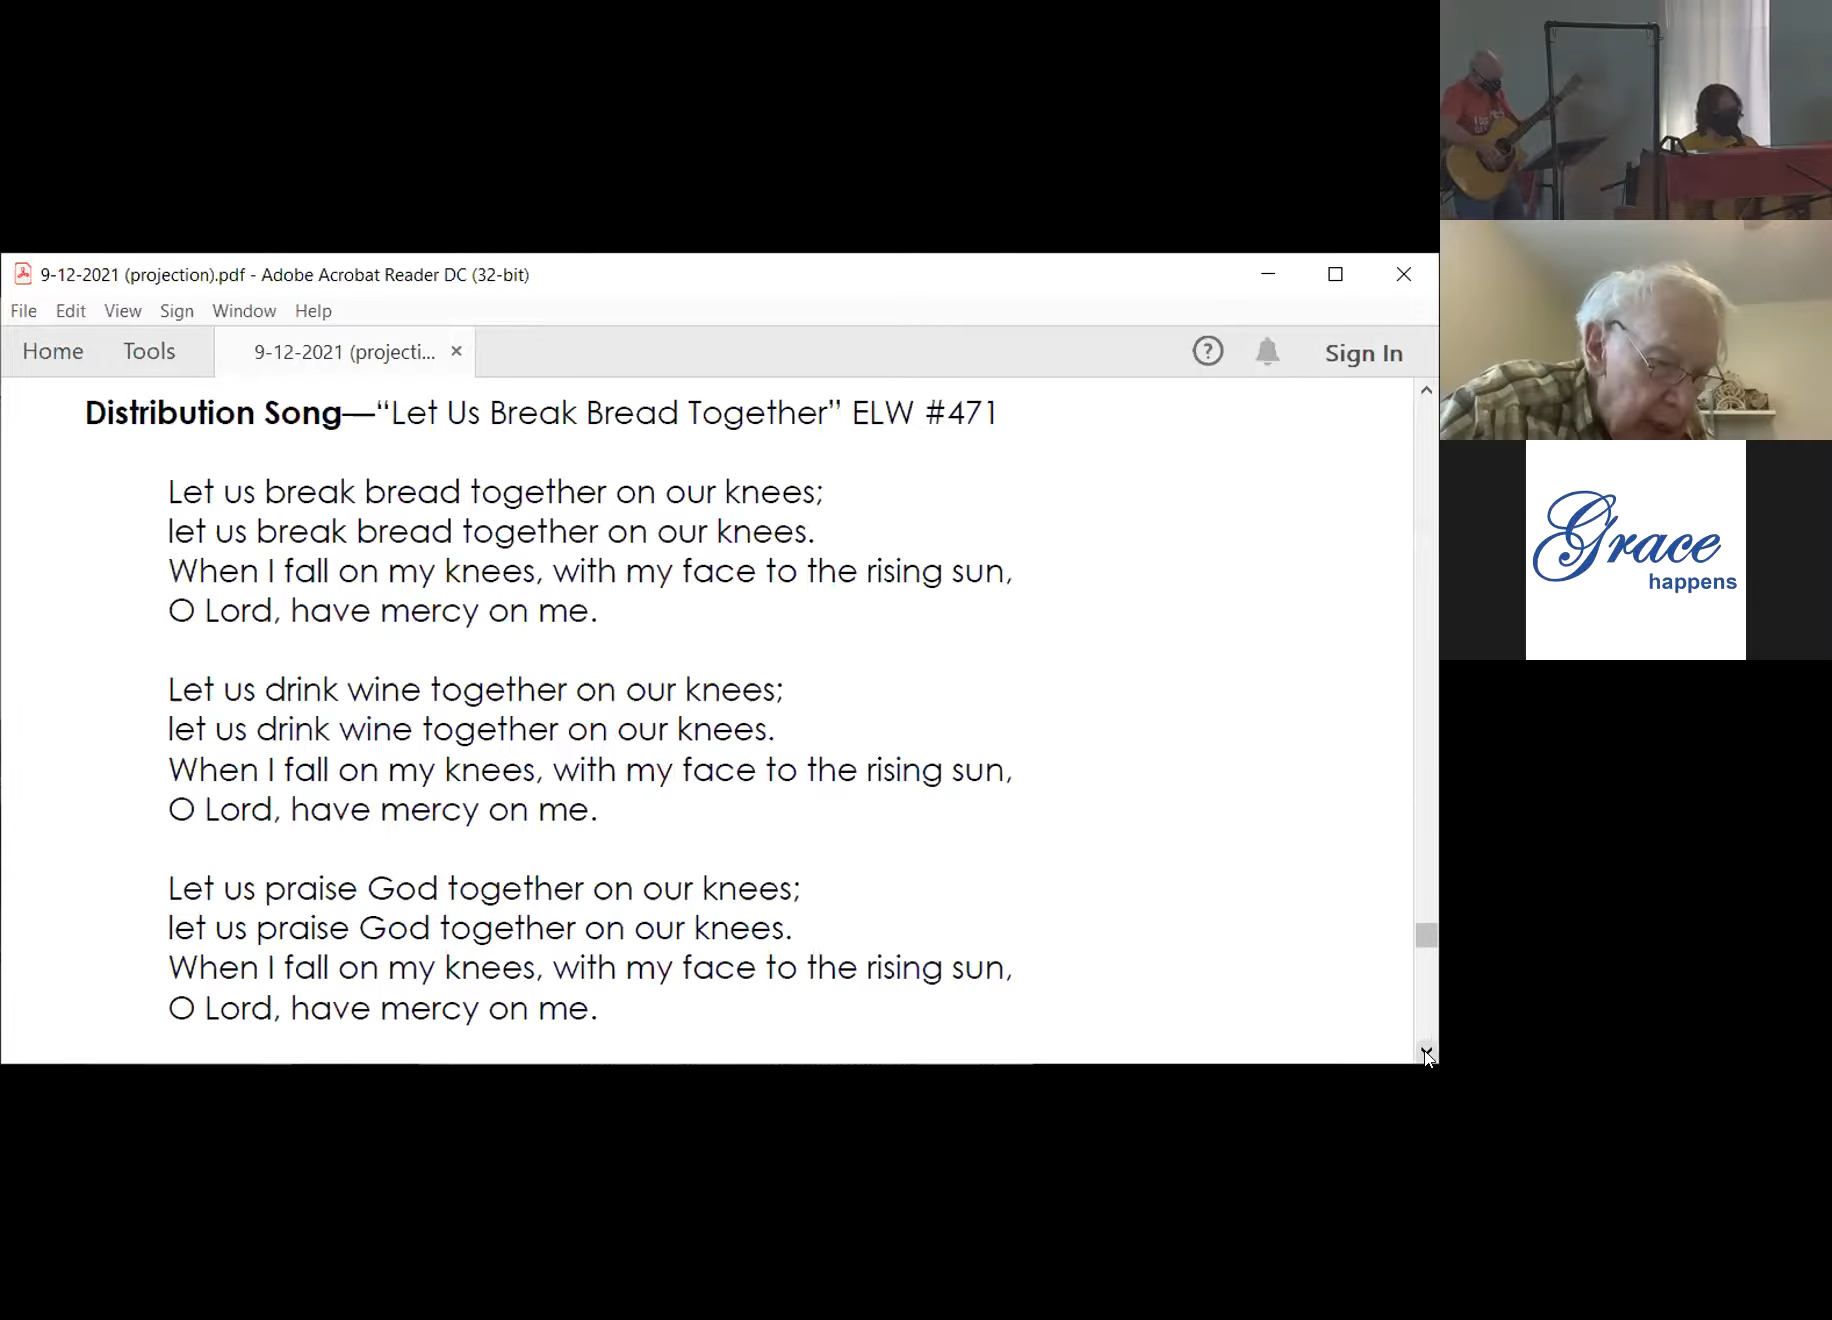 9-12-2021 (projection).pdf - Adobe Acrobat Reader DC (32-bit)
File Edit View Sign Window Help
Home Tools 9-12-2021 (projecti... × ? Sign In
Distribution Song—“Let Us Break Bread Together” ELW #471
Let us break bread together on our knees;
let us break bread together on our knees.
When I fall on my knees, with my face to the rising sun,
O Lord, have mercy on me.
Let us drink wine together on our knees;
let us drink wine together on our knees.
When I fall on my knees, with my face to the rising sun,
O Lord, have mercy on me.
Let us praise God together on our knees;
let us praise God together on our knees.
When I fall on my knees, with my face to the rising sun,
O Lord, have mercy on me.
Grace
happens